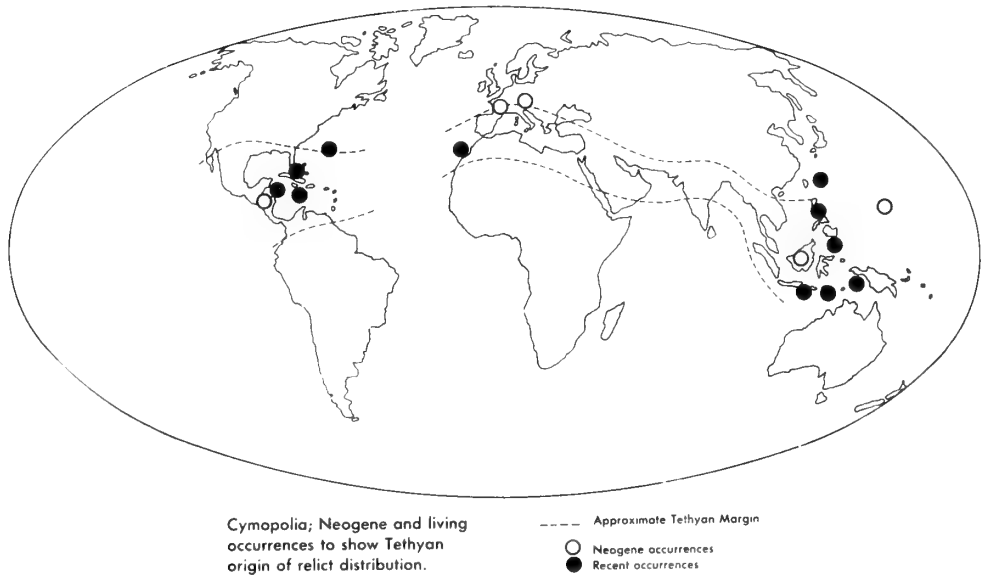 Cymopolia; Neogene and living
occurrences to show Tethyan
origin of relict distribution.
Approximate Tethyan Margin
Neogene occurrences
Recent occurrences